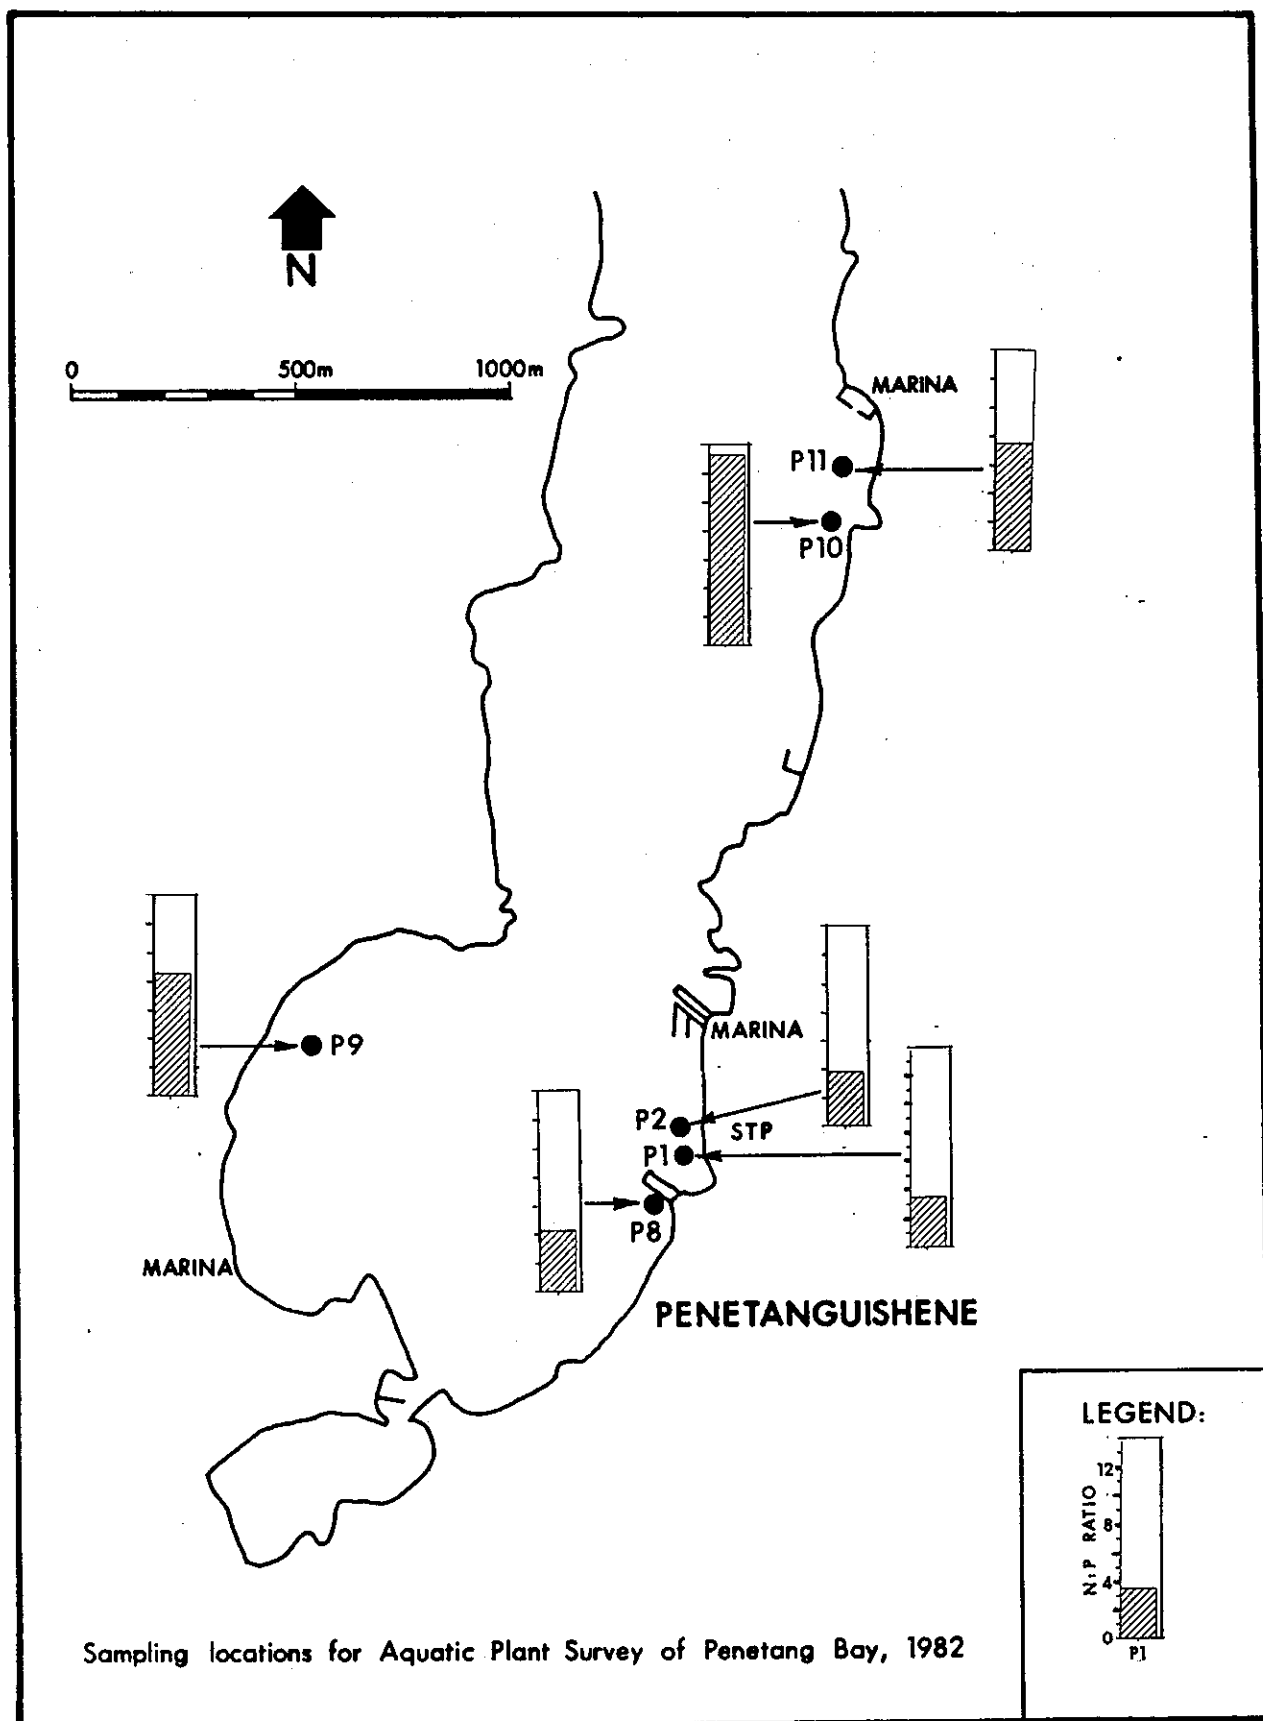 N
0 500m 1000m
MARINA
P11
P10
P9
MARINA
P2
STP
P1
P8
MARINA
PENETANGUISHENE
LEGEND:
12
8
4
0
N:P RATIO
P1
Sampling locations for Aquatic Plant Survey of Penetang Bay, 1982